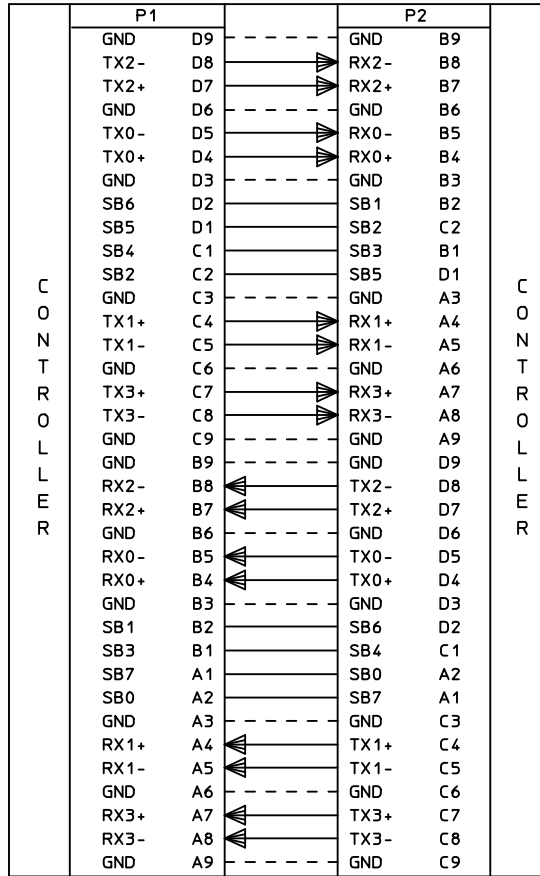 P1 P2
GND D9 GND B9
TX2- D8 RX2- B8
TX2+ D7 RX2+ B7
GND D6 GND B6
TX0- D5 RX0- B5
TX0+ D4 RX0+ B4
GND D3 GND B3
SB6 D2 SB1 B2
SB5 D1 SB2 C2
SB4 C1 SB3 B1
SB2 C2 SB5 D1
GND C3 GND A3
TX1+ C4 RX1+ A4
TX1- C5 RX1- A5
GND C6 GND A6
TX3+ C7 RX3+ A7
TX3- C8 RX3- A8
GND C9 GND A9
GND B9 GND D9
RX2- B8 TX2- D8
RX2+ B7 TX2+ D7
GND B6 GND D6
RX0- B5 TX0- D5
RX0+ B4 TX0+ D4
GND B3 GND D3
SB1 B2 SB6 D2
SB3 B1 SB4 C1
SB7 A1 SB0 A2
SB0 A2 SB7 A1
GND A3 GND C3
RX1+ A4 TX1+ C4
RX1- A5 TX1- C5
GND A6 GND C6
RX3+ A7 TX3+ C7
RX3- A8 TX3- C8
GND A9 GND C9
CONTROLLER
CONTROLLER